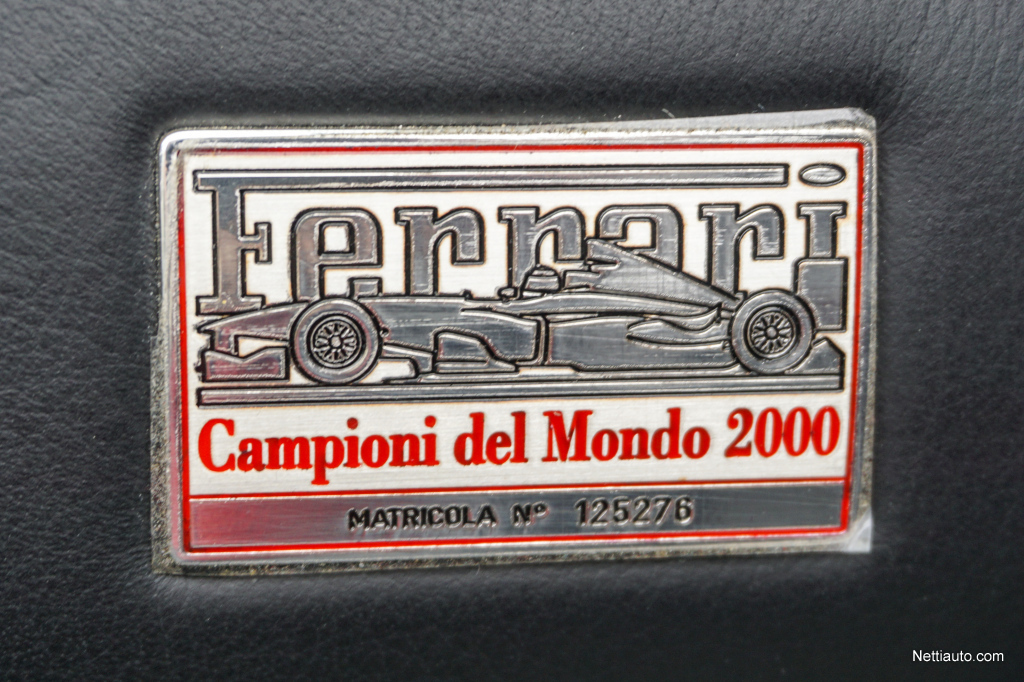 Ferrari
Campioni del Mondo 2000
MATRICOLA Nº 125276
Nettiauto.com